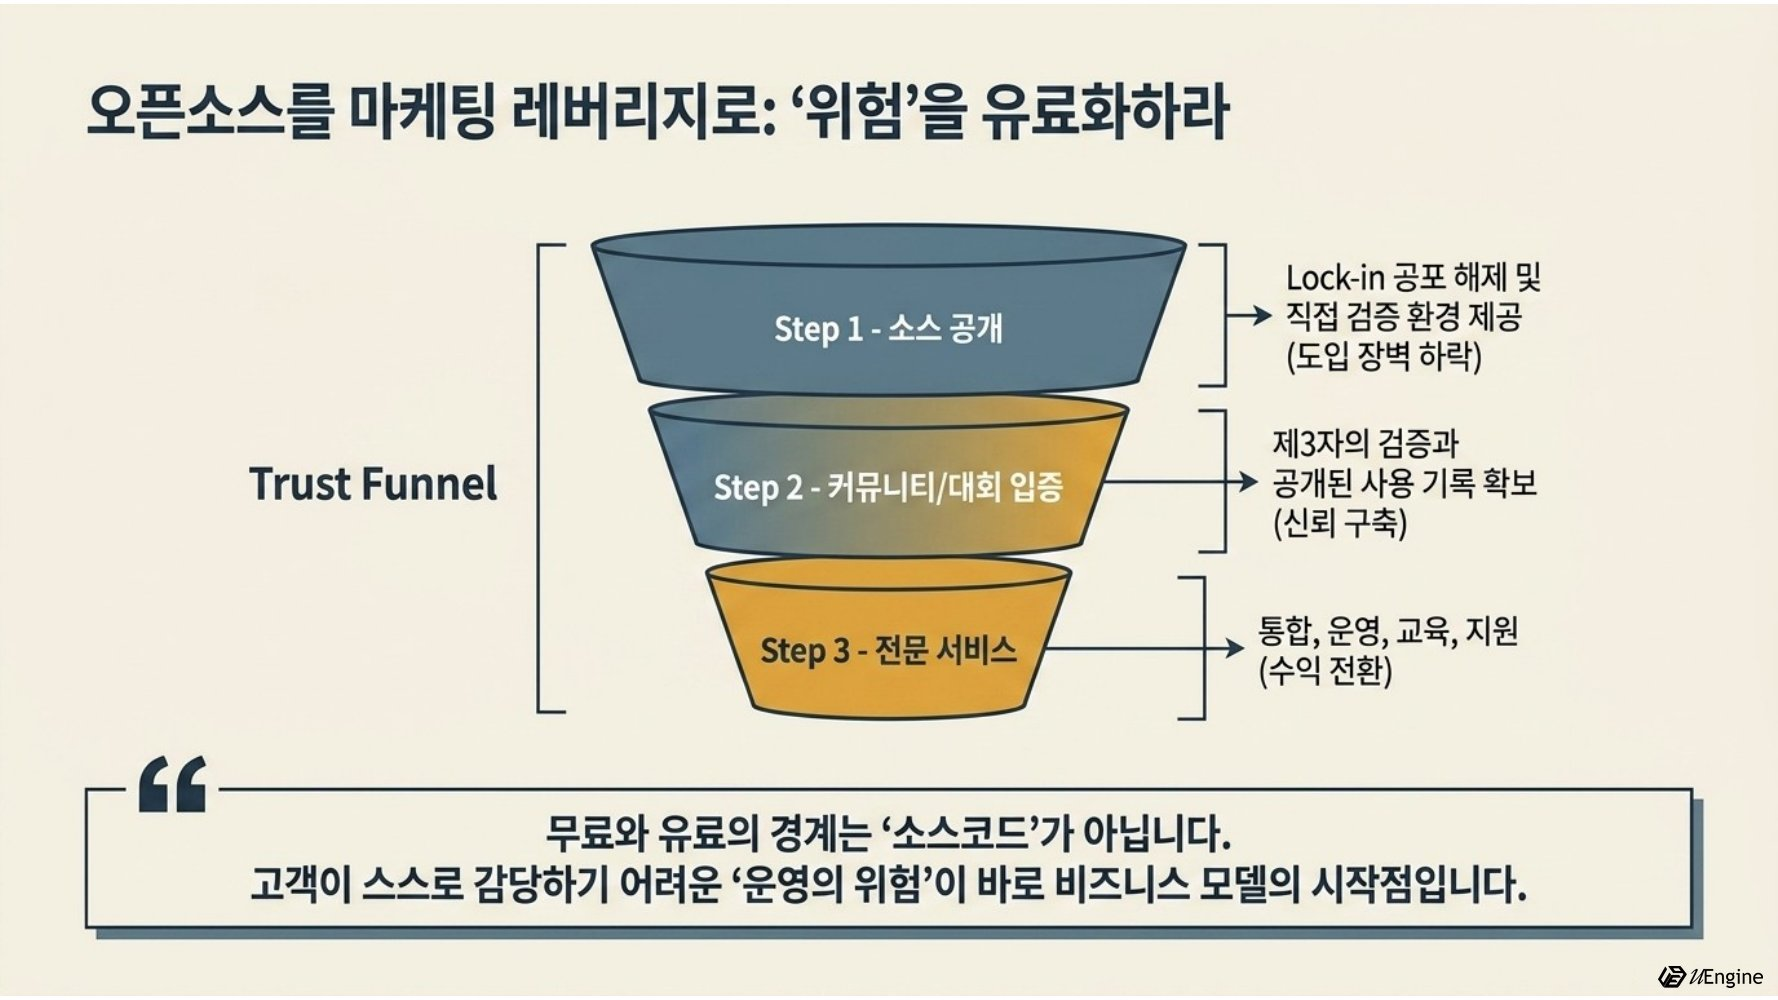 오픈소스를 마케팅 레버리지로: ‘위험’을 유료화하라
Trust Funnel
Step 1 - 소스 공개
Lock-in 공포 해제 및
직접 검증 환경 제공
(도입 장벽 하락)
Step 2 - 커뮤니티/대회 입증
제3자의 검증과
공개된 사용 기록 확보
(신뢰 구축)
Step 3 - 전문 서비스
통합, 운영, 교육, 지원
(수익 전환)
“
무료와 유료의 경계는 ‘소스코드’가 아닙니다.
고객이 스스로 감당하기 어려운 ‘운영의 위험’이 바로 비즈니스 모델의 시작점입니다.
uEngine